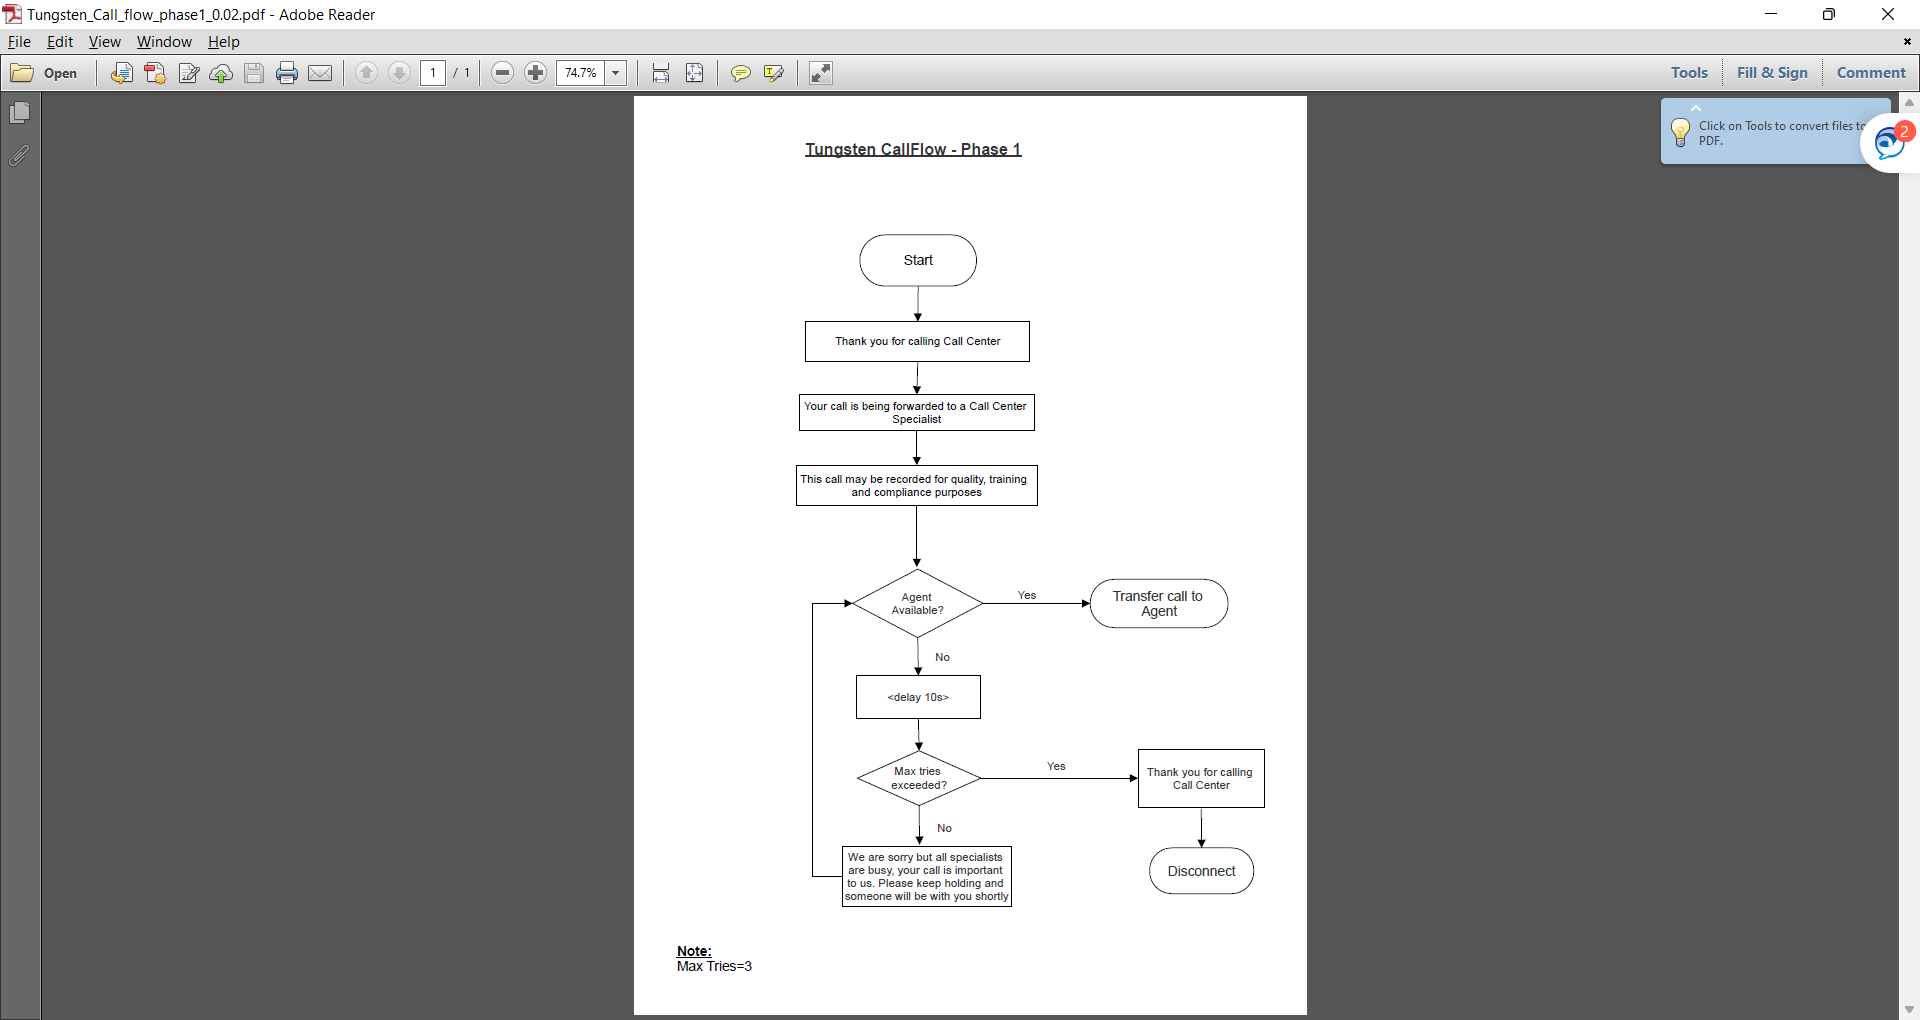 Tungsten_Call_flow_phase1_0.02.pdf - Adobe Reader
File Edit View Window Help
Open 1 / 1 74.7% Tools Fill & Sign Comment
Click on Tools to convert files to
PDF.
2
Tungsten CallFlow - Phase 1
Start
Thank you for calling Call Center
Your call is being forwarded to a Call Center
Specialist
This call may be recorded for quality, training
and compliance purposes
Agent
Available?
Yes
Transfer call to
Agent
No
<delay 10s>
Max tries
exceeded?
Yes
Thank you for calling
Call Center
No
We are sorry but all specialists
are busy, your call is important
to us. Please keep holding and
someone will be with you shortly
Disconnect
Note:
Max Tries=3